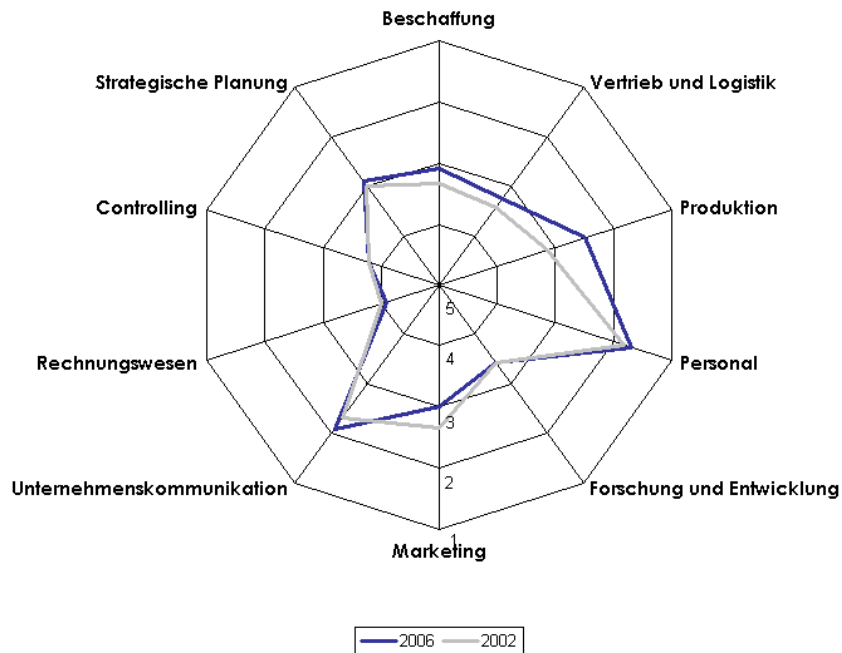 Beschaffung
Strategische Planung
Vertrieb und Logistik
Controlling
Produktion
5
4
Rechnungswesen
Personal
3
2
Unternehmenskommunikation
Forschung und Entwicklung
1
Marketing
2006 2002